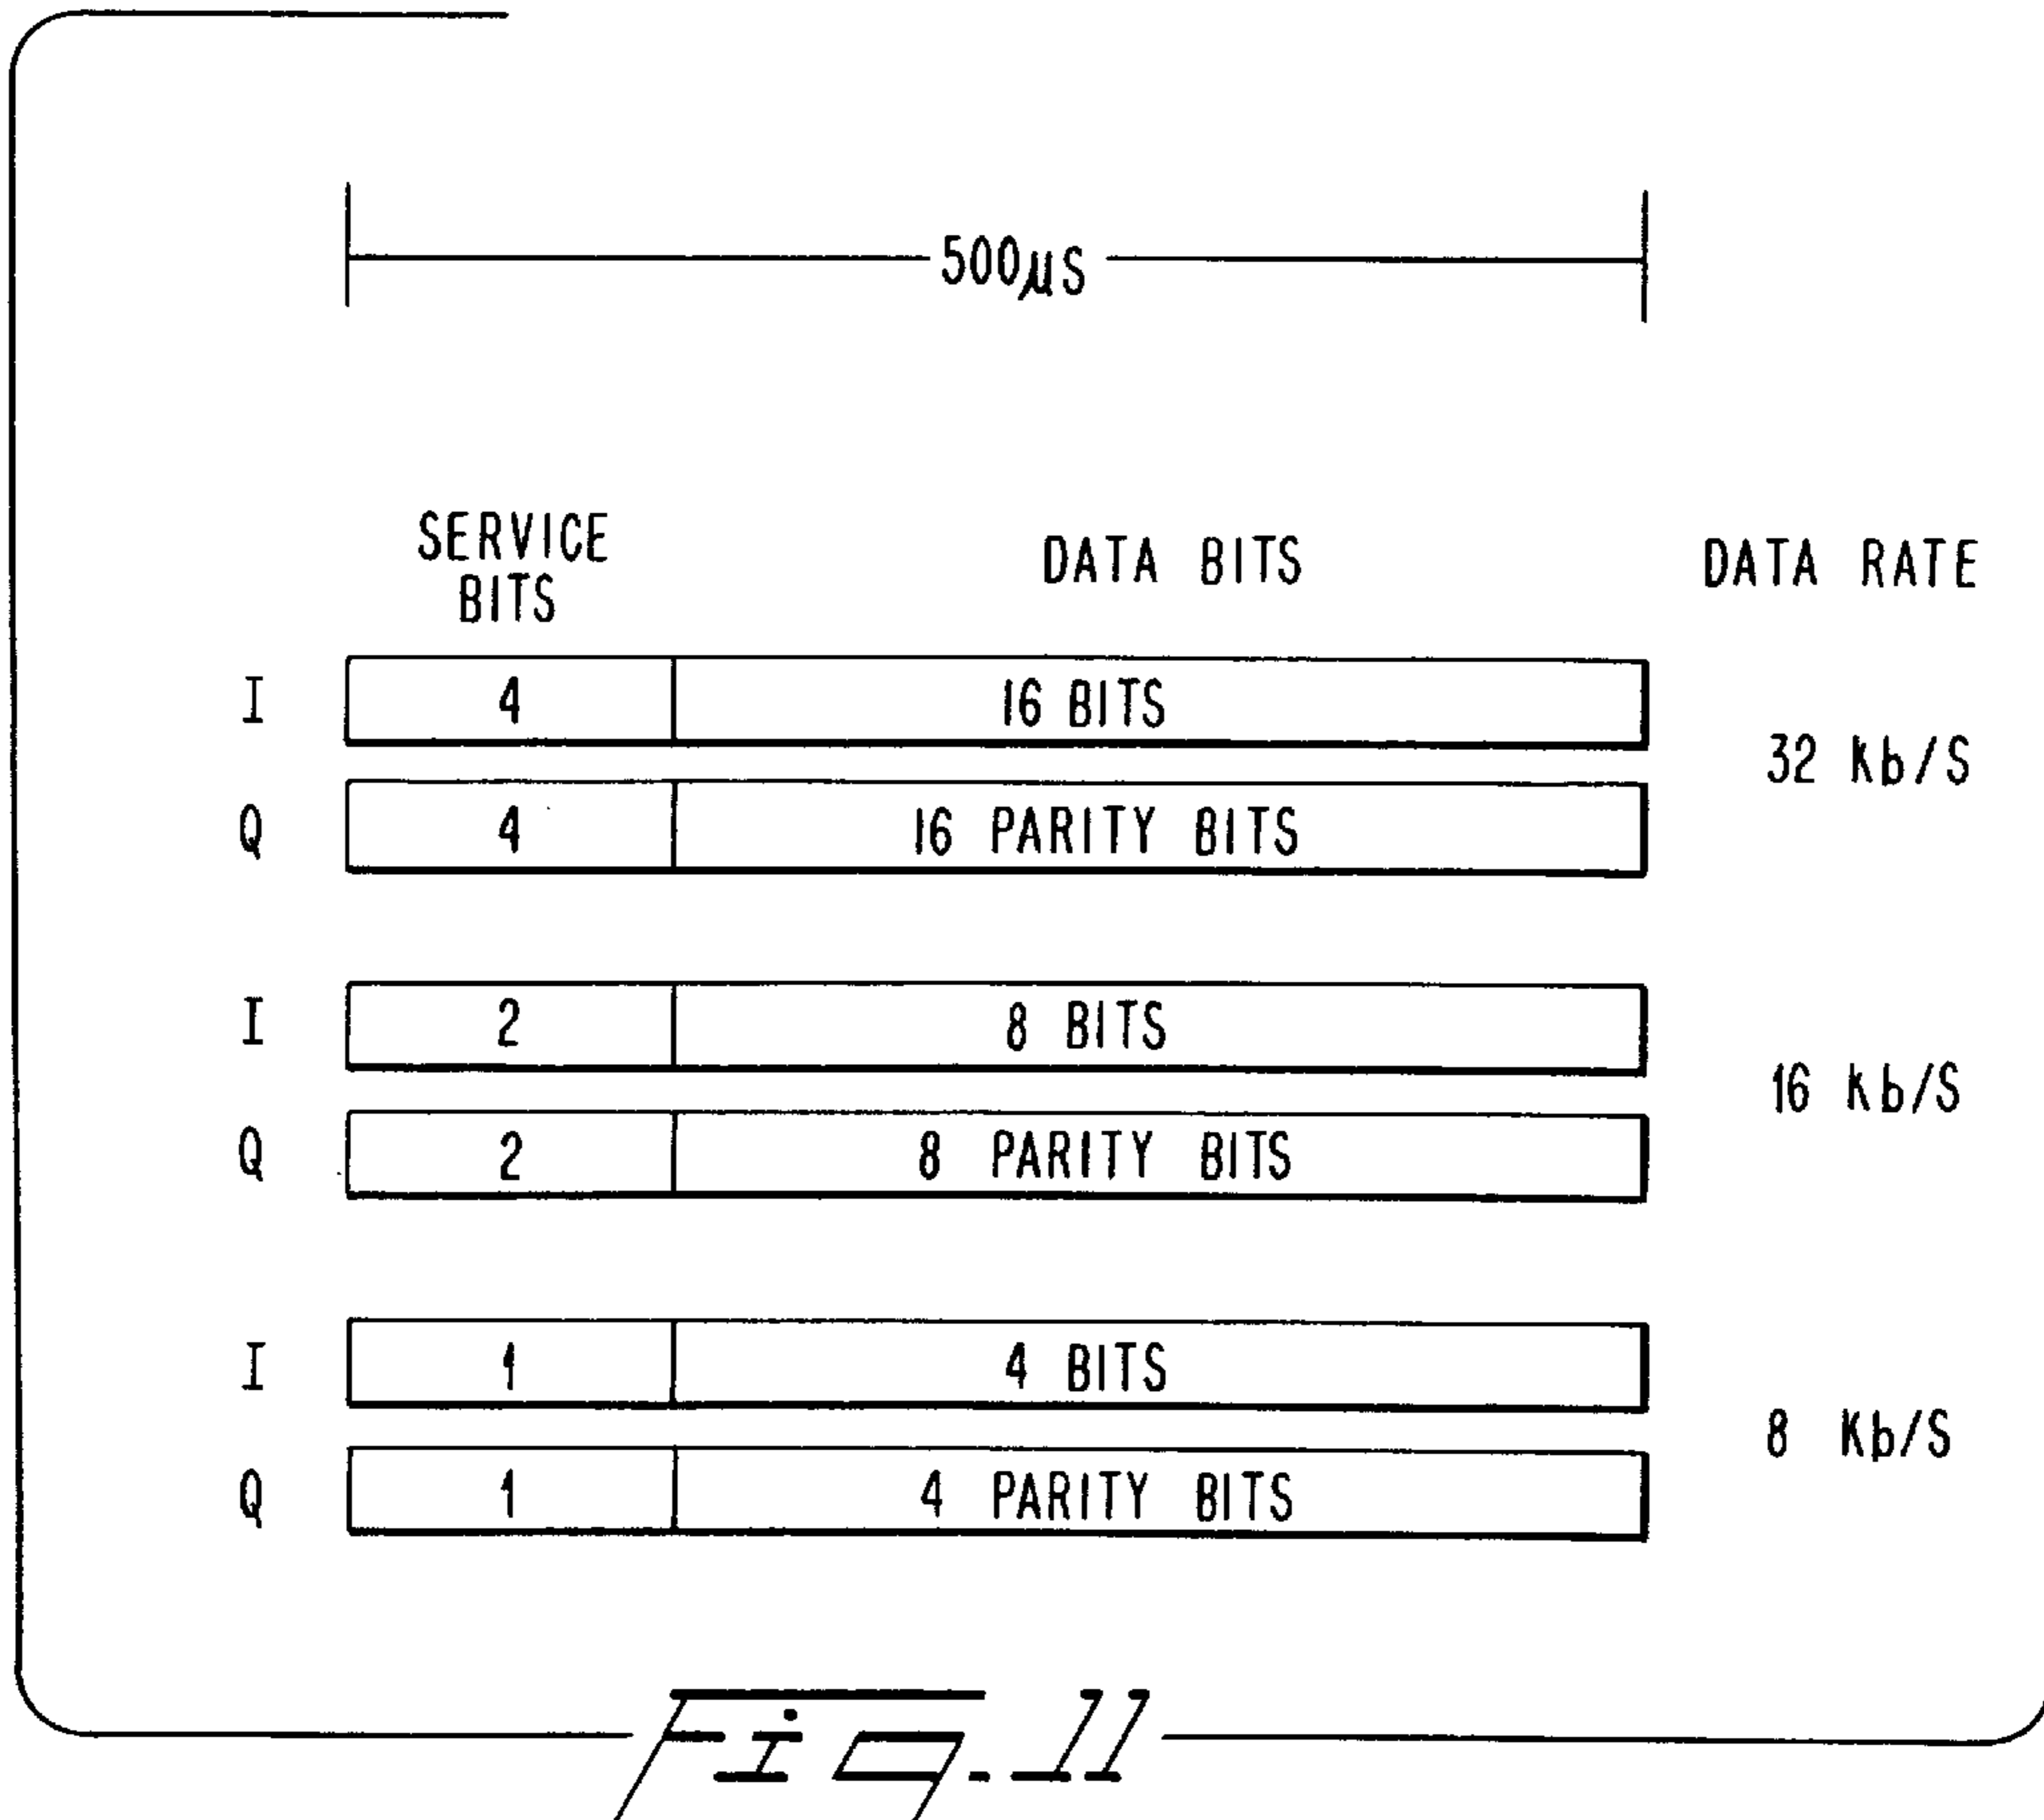 500μS
SERVICE BITS DATA BITS DATA RATE
I 4 16 BITS
32 Kb/S
Q 4 16 PARITY BITS
I 2 8 BITS
16 Kb/S
Q 2 8 PARITY BITS
I 1 4 BITS
8 Kb/S
Q 1 4 PARITY BITS
Fig. 11